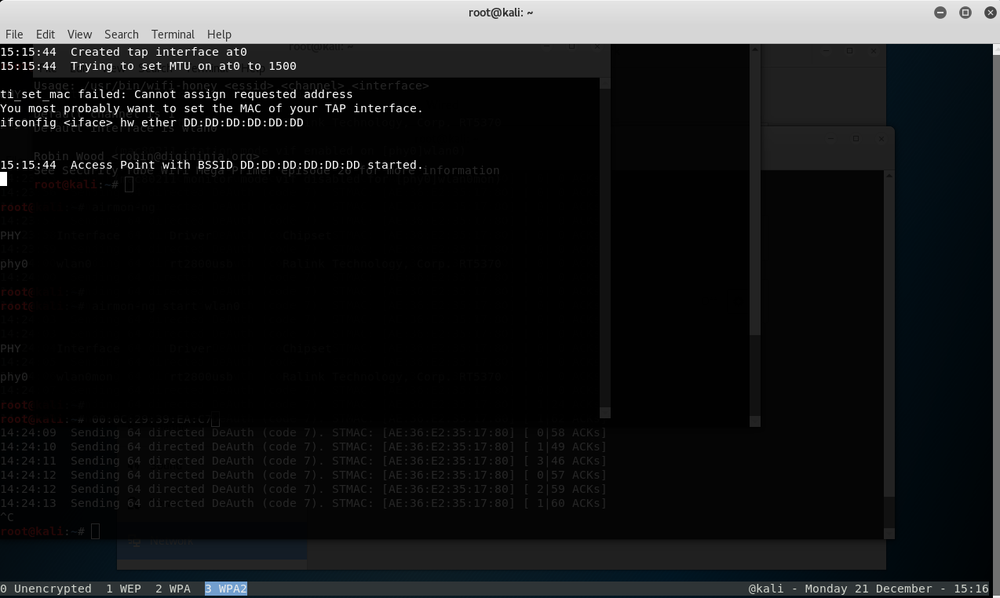 root@kali: ~
File Edit View Search Terminal Help
root@kali: ~
15:15:44  Created tap interface at0
15:15:44  Trying to set MTU on at0 to 1500
Usage: /usr/bin/wifi-honey <essid> <channel> <interface>
ti_set_mac failed: Cannot assign requested address
You most probably want to set the MAC of your TAP interface.
Default channel is 1
ifconfig <iface> hw ether DD:DD:DD:DD:DD:DD
Default interface is wlan0
Robin Wood <robin@digininja.org>
15:15:44  Access Point with BSSID DD:DD:DD:DD:DD:DD started.
See Security Tube Wifi Mega Primer episode 26 for more information
root@kali:~#
root@kali:~# airmon-ng
PHY Interface Driver Chipset
phy0 wlan0 rt2800usb Ralink Technology, Corp. RT5370
root@kali:~#
root@kali:~# airmon-ng start wlan0
PHY Interface Driver Chipset
phy0 wlan0mon rt2800usb Ralink Technology, Corp. RT5370
root@kali:~#
root@kali:~# 00:0C:29:39:EA:C7
14:24:09  Sending 64 directed DeAuth (code 7). STMAC: [AE:36:E2:35:17:80] [ 0|58 ACKs]
14:24:10  Sending 64 directed DeAuth (code 7). STMAC: [AE:36:E2:35:17:80] [ 1|49 ACKs]
14:24:11  Sending 64 directed DeAuth (code 7). STMAC: [AE:36:E2:35:17:80] [ 3|46 ACKs]
14:24:12  Sending 64 directed DeAuth (code 7). STMAC: [AE:36:E2:35:17:80] [ 0|57 ACKs]
14:24:12  Sending 64 directed DeAuth (code 7). STMAC: [AE:36:E2:35:17:80] [ 2|59 ACKs]
14:24:13  Sending 64 directed DeAuth (code 7). STMAC: [AE:36:E2:35:17:80] [ 1|60 ACKs]
^C
root@kali:~#
Network
0 Unencrypted  1 WEP  2 WPA  3 WPA2 @kali - Monday 21 December - 15:16